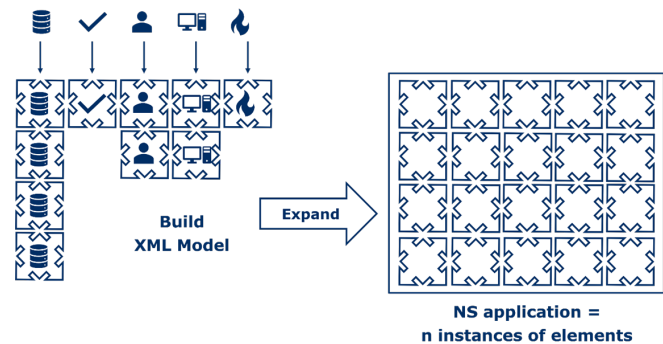 Build
XML Model
Expand
NS application =
n instances of elements